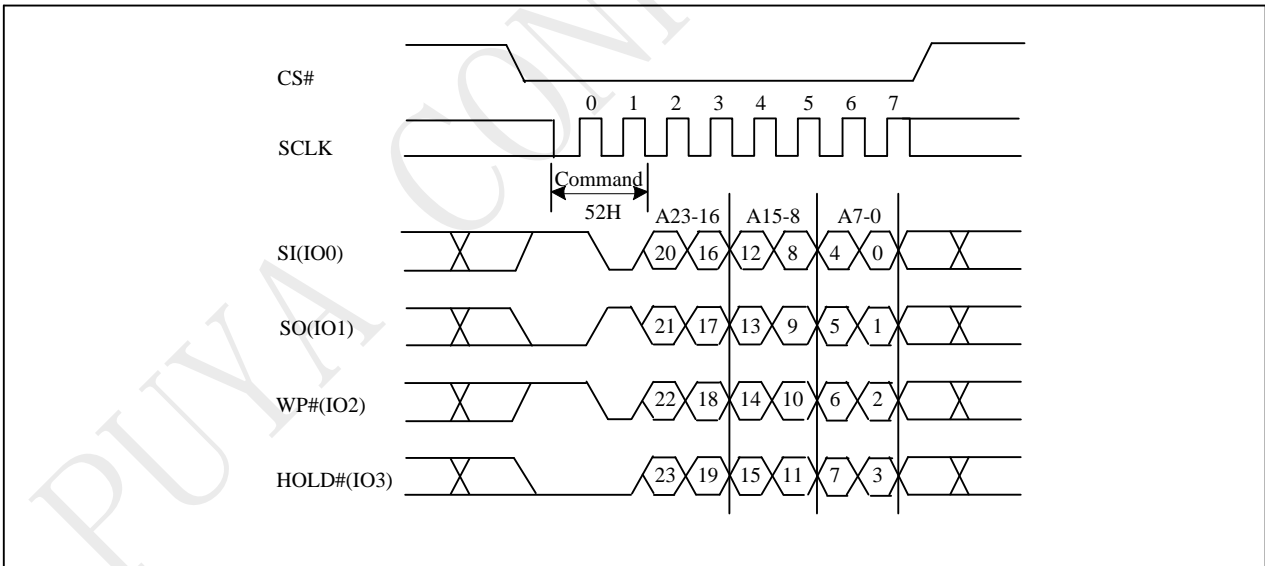 CS#
0 1 2 3 4 5 6 7
SCLK
Command
52H
A23-16 A15-8 A7-0
SI(IO0) 20 16 12 8 4 0
SO(IO1) 21 17 13 9 5 1
WP#(IO2) 22 18 14 10 6 2
HOLD#(IO3) 23 19 15 11 7 3
PUYA